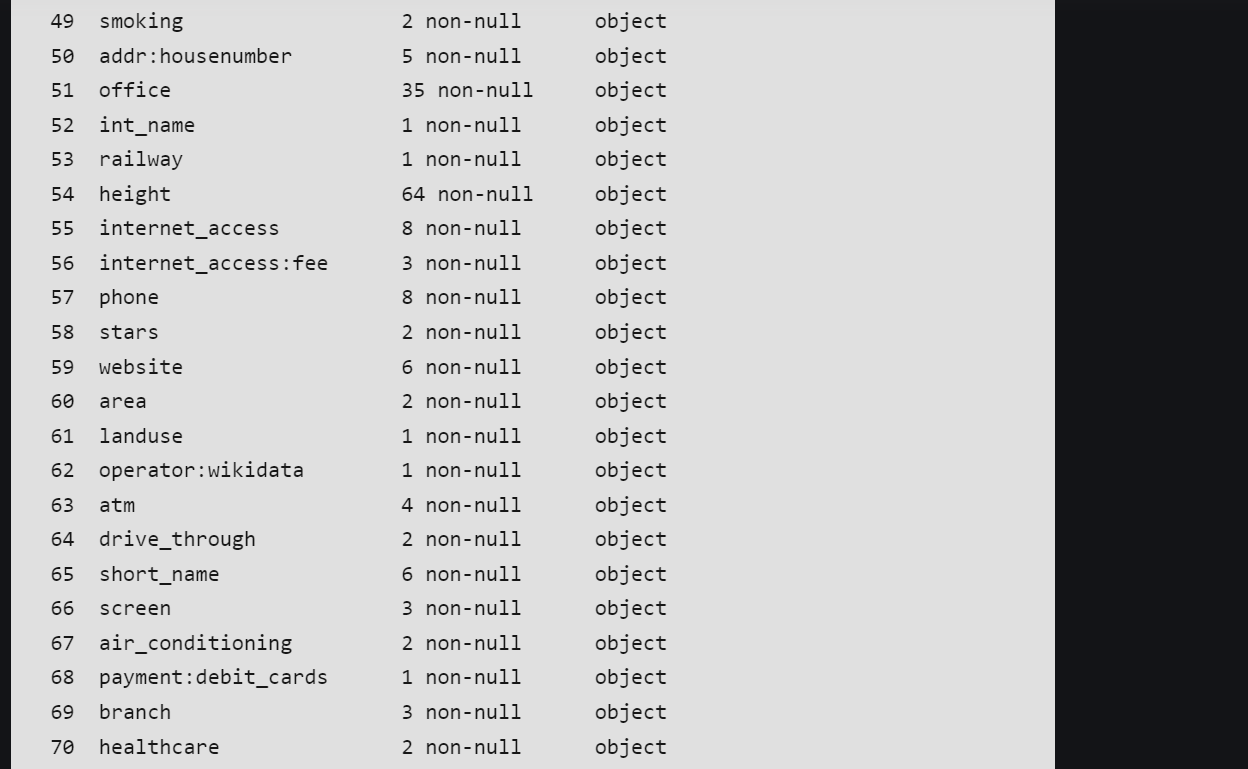 49 smoking 2 non-null object
50 addr:housenumber 5 non-null object
51 office 35 non-null object
52 int_name 1 non-null object
53 railway 1 non-null object
54 height 64 non-null object
55 internet_access 8 non-null object
56 internet_access:fee 3 non-null object
57 phone 8 non-null object
58 stars 2 non-null object
59 website 6 non-null object
60 area 2 non-null object
61 landuse 1 non-null object
62 operator:wikidata 1 non-null object
63 atm 4 non-null object
64 drive_through 2 non-null object
65 short_name 6 non-null object
66 screen 3 non-null object
67 air_conditioning 2 non-null object
68 payment:debit_cards 1 non-null object
69 branch 3 non-null object
70 healthcare 2 non-null object